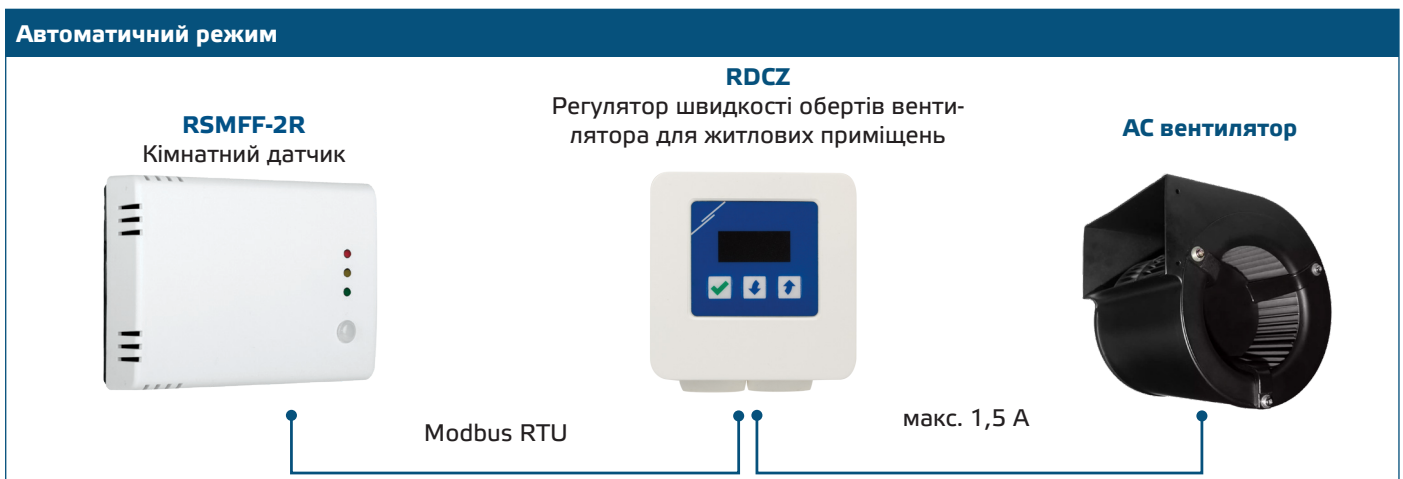 Автоматичний режим
RDCZ
Регулятор швидкості обертів венти-
лятора для житлових приміщень
RSMFF-2R
Кімнатний датчик
АС вентилятор
Modbus RTU
макс. 1,5 А